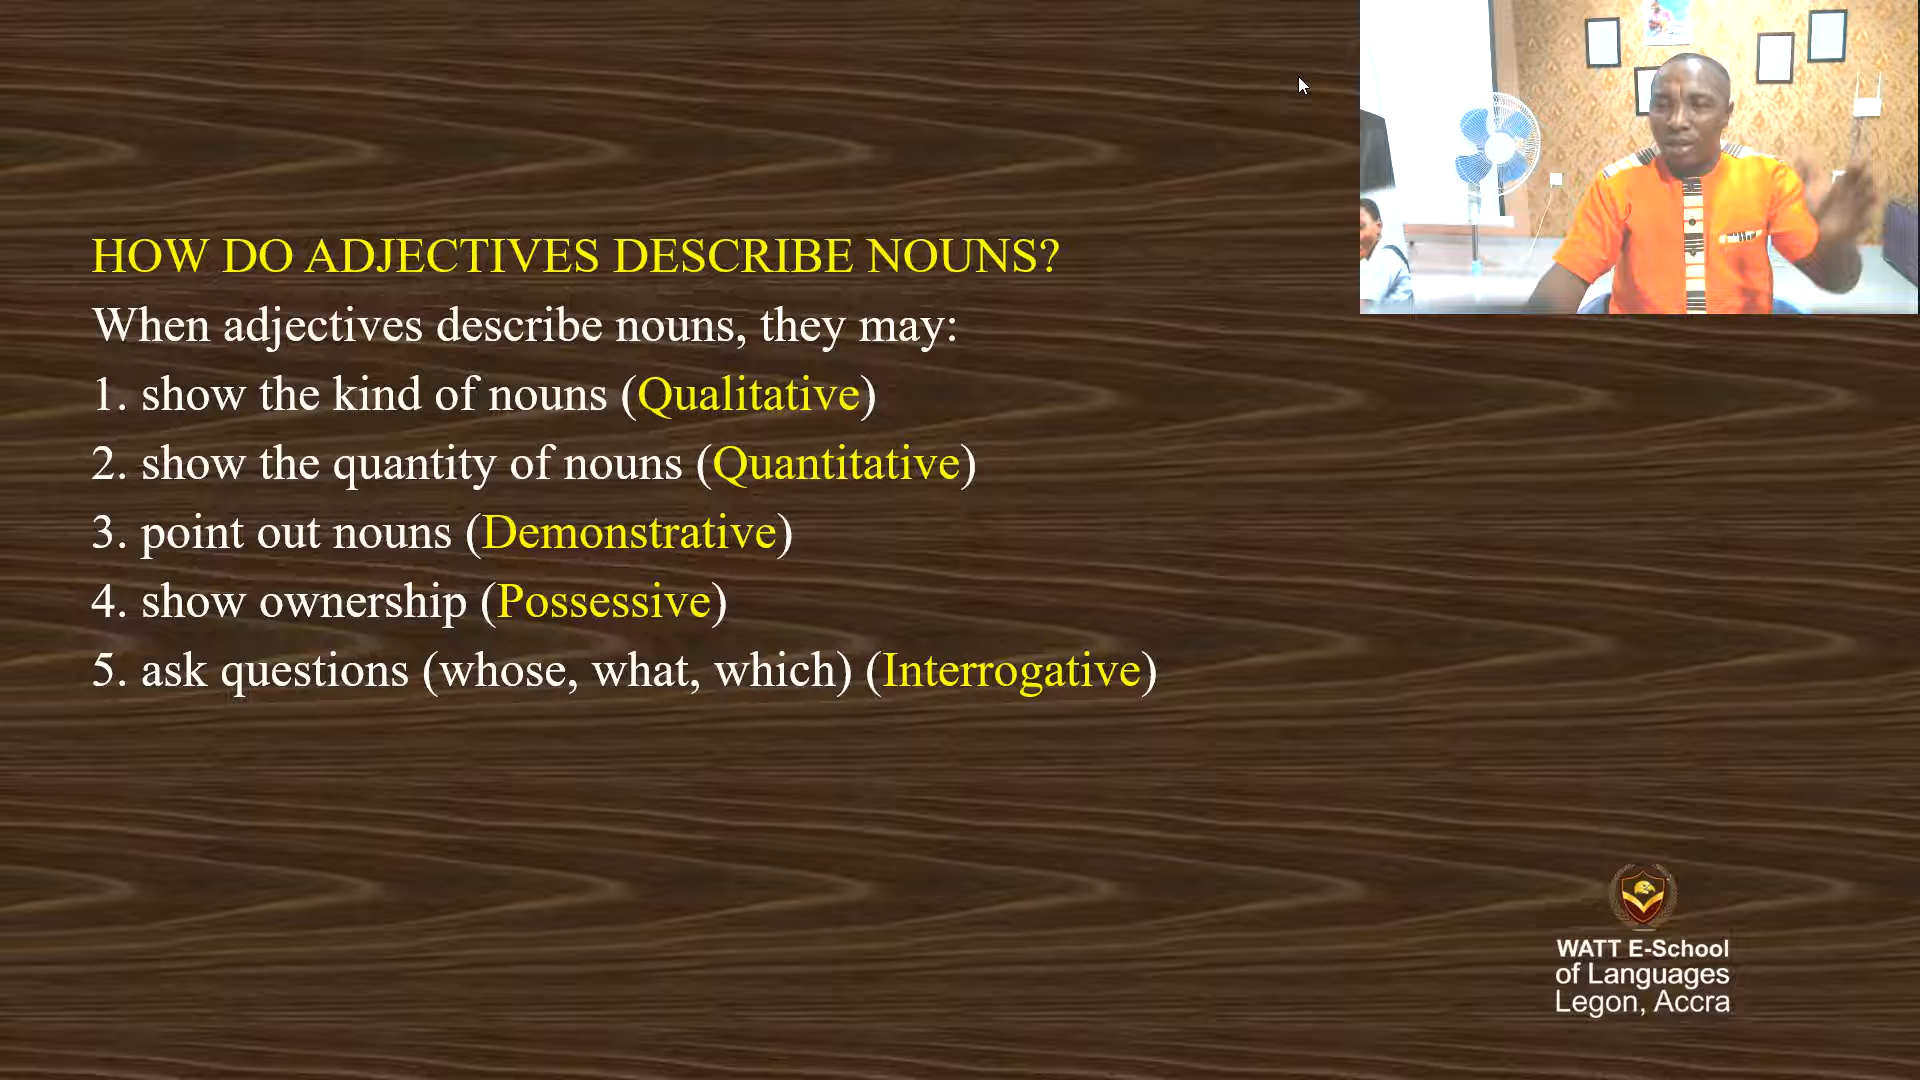 HOW DO ADJECTIVES DESCRIBE NOUNS?
When adjectives describe nouns, they may:
1. show the kind of nouns (Qualitative)
2. show the quantity of nouns (Quantitative)
3. point out nouns (Demonstrative)
4. show ownership (Possessive)
5. ask questions (whose, what, which) (Interrogative)
WATT E-School
of Languages
Legon, Accra